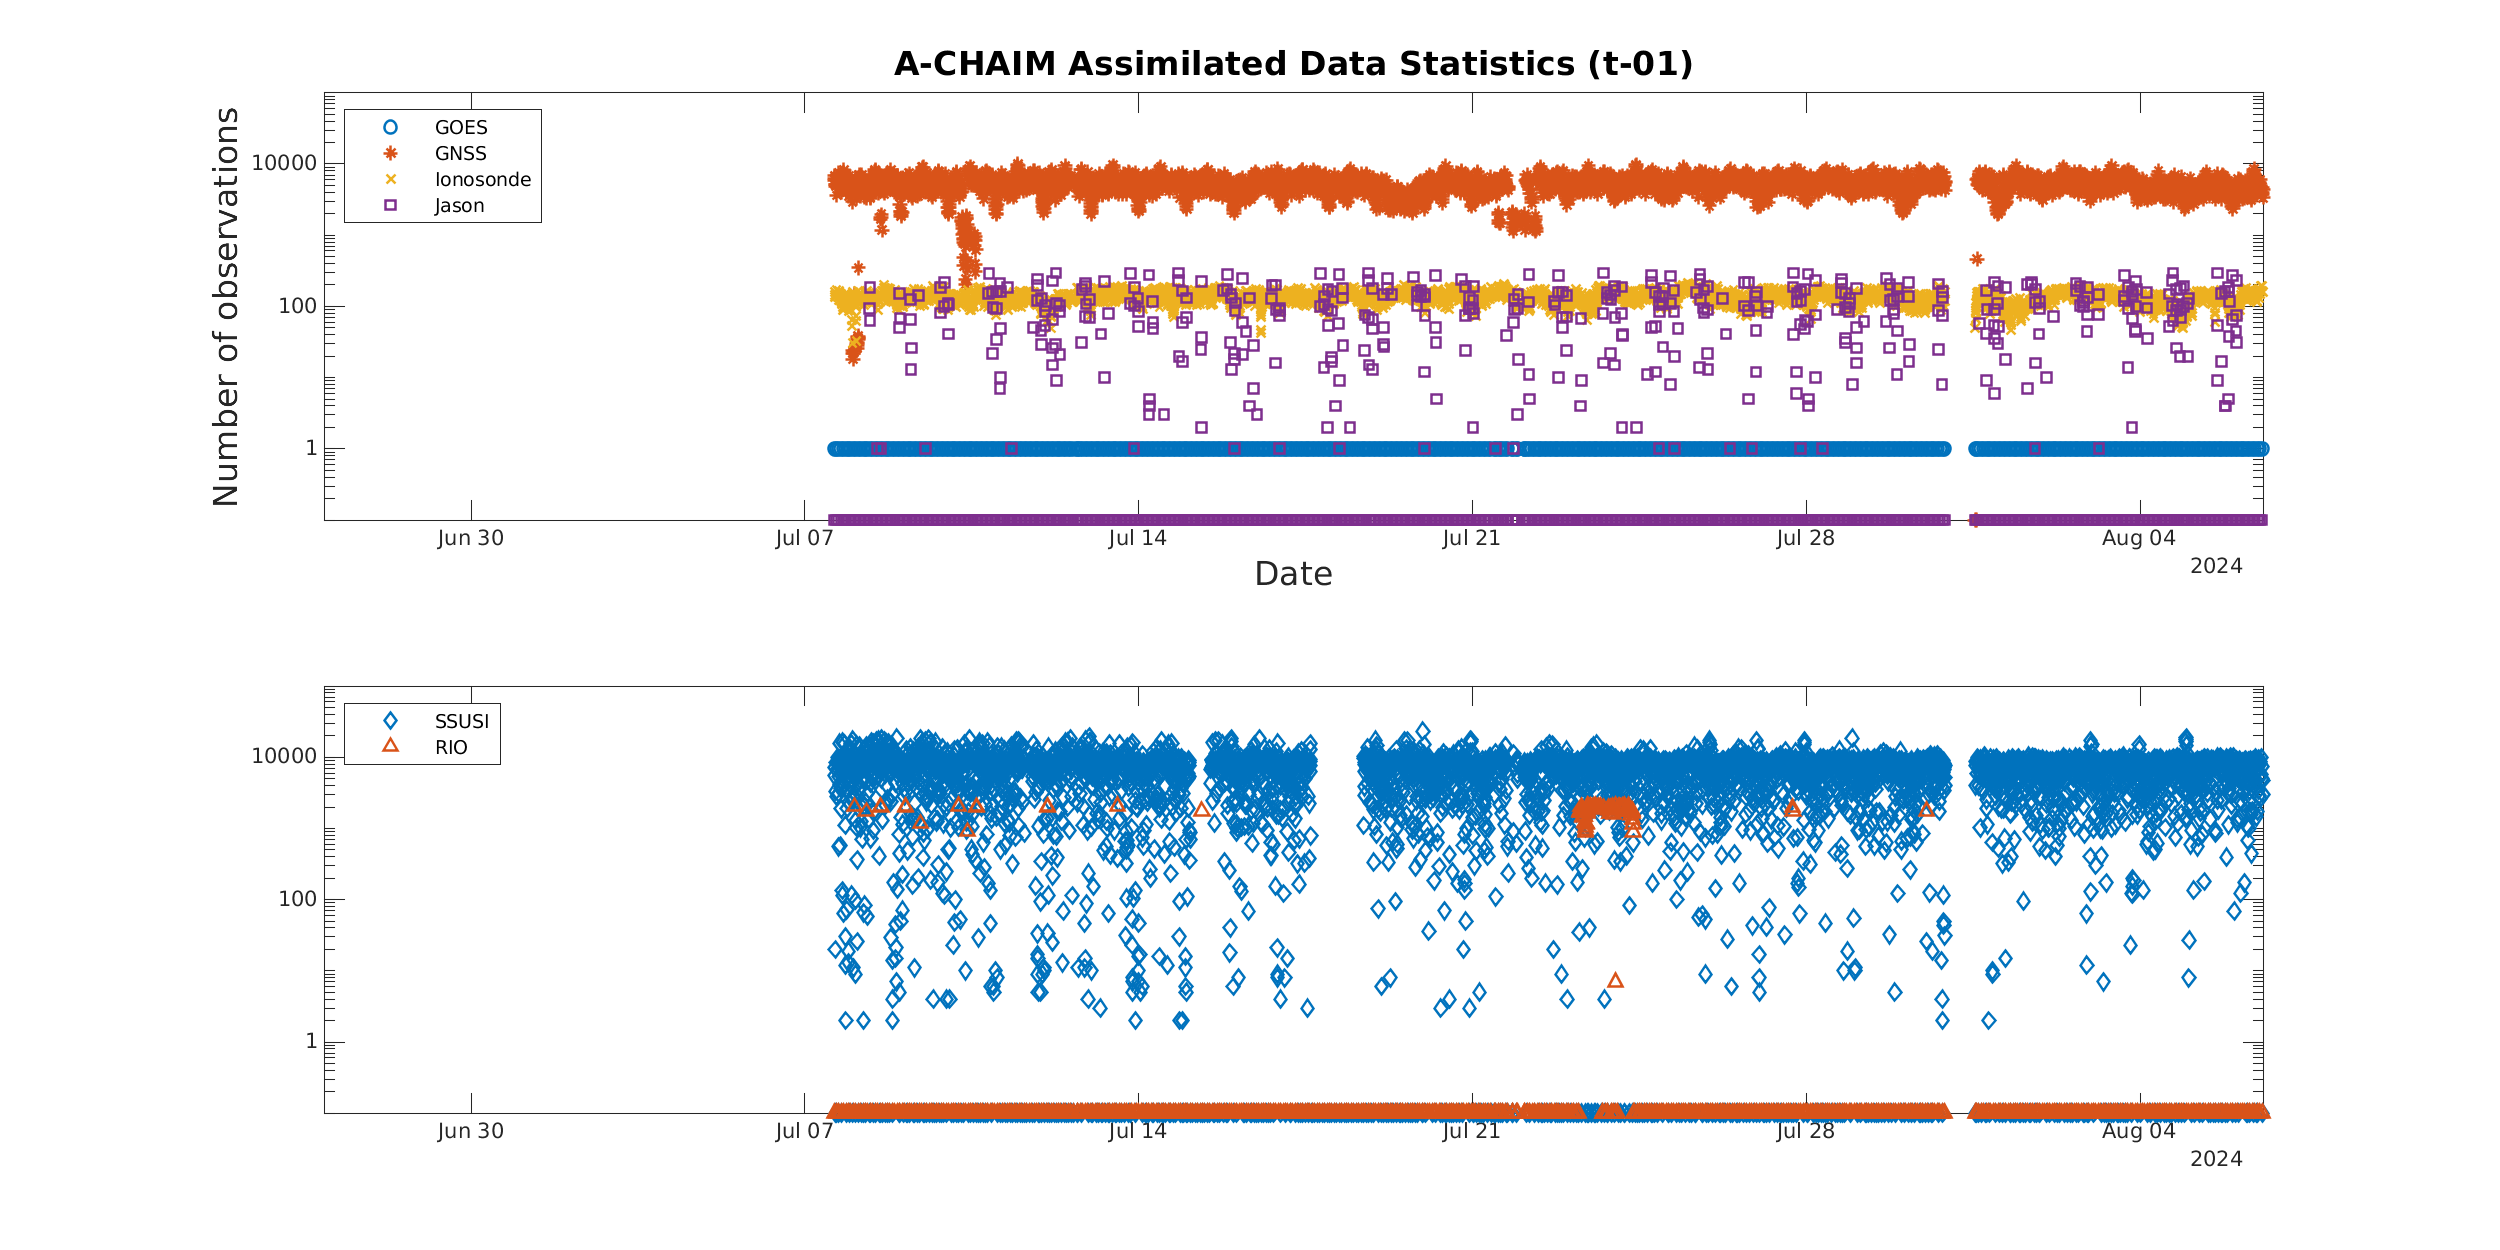 A-CHAIM Assimilated Data Statistics (t-01)
Number of observations
10000
100
1
GOES
GNSS
Ionosonde
Jason
Jun 30
Jul 07
Jul 14
Jul 21
Jul 28
Aug 04
2024
Date
10000
100
1
SSUSI
RIO
Jun 30
Jul 07
Jul 14
Jul 21
Jul 28
Aug 04
2024